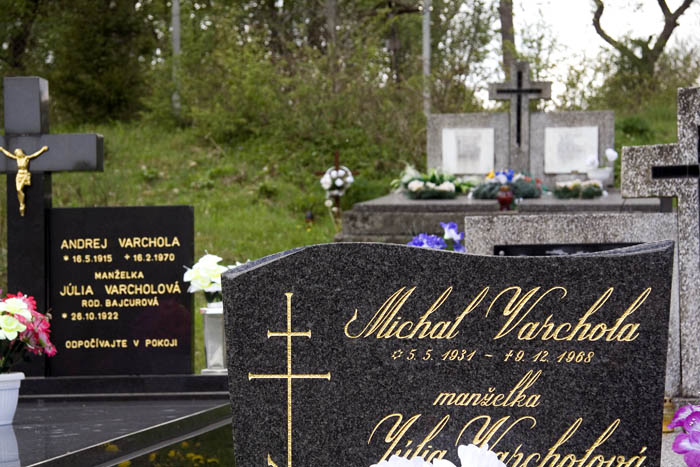 ANDREJ VARCHOLA
* 16.5.1915 + 16.2.1970
MANŽELKA
JÚLIA VARCHOLOVÁ
ROD. BAJCUROVÁ
* 26.10.1922
ODPOČÍVAJTE V POKOJI
Michal Varchola
* 5. 5. 1931 - + 9. 12. 1968
manželka
Júlia Varcholová